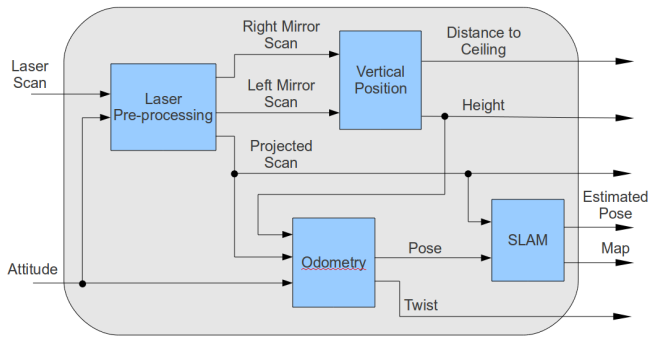 Right Mirror
Scan
Distance to
Ceiling
Laser
Scan
Laser
Pre-processing
Left Mirror
Scan
Vertical
Position
Height
Projected
Scan
Estimated
Pose
SLAM
Map
Attitude
Odometry
Pose
Twist